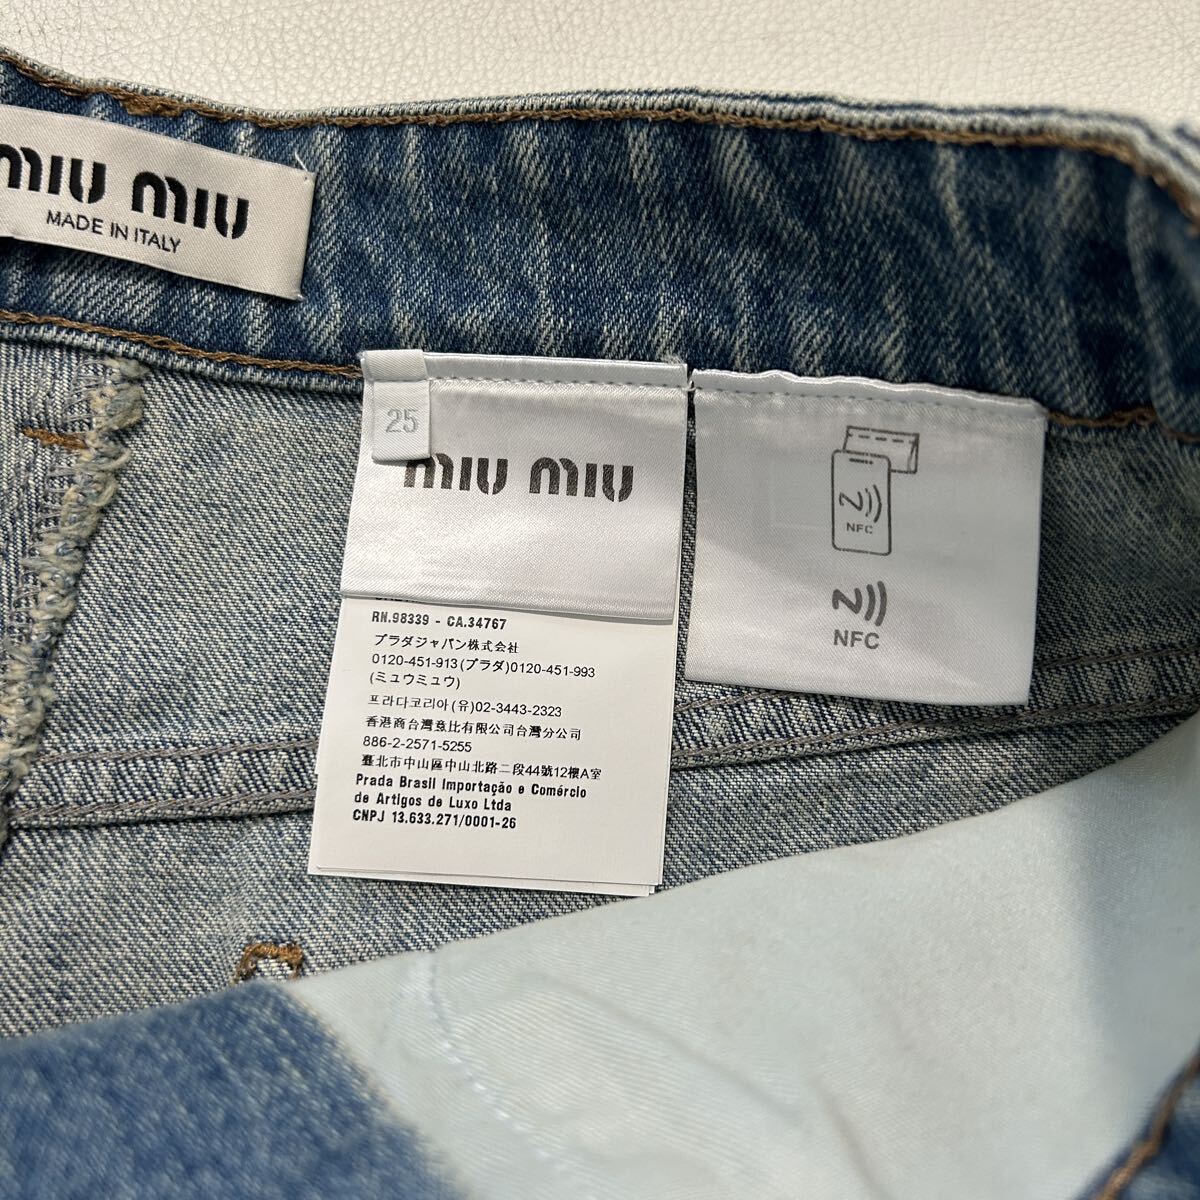 miu miu
MADE IN ITALY
25
miu miu
RN.98339 - CA.34767
プラダジャパン株式会社
0120-451-913(プラダ)0120-451-993
(ミュウミュウ)
프라다코리아(유)02-3443-2323
香港商台灣彌比有限公司台灣分公司
886-2-2571-5255
臺北市中山區中山北路二段44號12樓A室
Prada Brasil Importação e Comércio
de Artigos de Luxo Ltda
CNPJ 13.633.271/0001-26
NFC
NFC